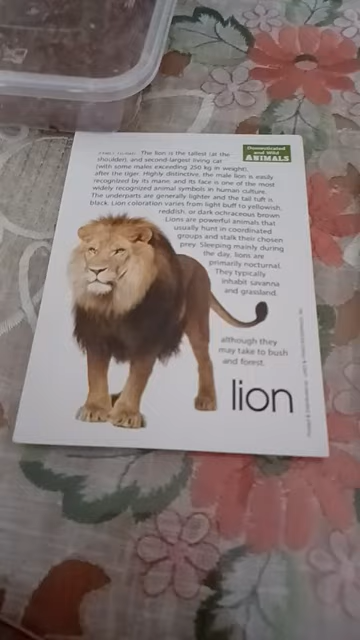 Domesticated and Wild
ANIMALS
The lion is the tallest (at the
shoulder), and second-largest living cat
(with some males exceeding 250 kg in weight),
after the tiger. Highly distinctive, the male lion is easily
recognized by its mane, and its face is one of the most
widely recognized animal symbols in human culture.
The underparts are generally lighter and the tail tuft is
black. Lion coloration varies from light buff to yellowish,
reddish, or dark ochraceous brown.
Lions are powerful animals that
usually hunt in coordinated
groups and stalk their chosen
prey. Sleeping mainly during
the day, lions are
primarily nocturnal.
They typically
inhabit savanna
and grassland,
although they
may take to bush
and forest.
lion